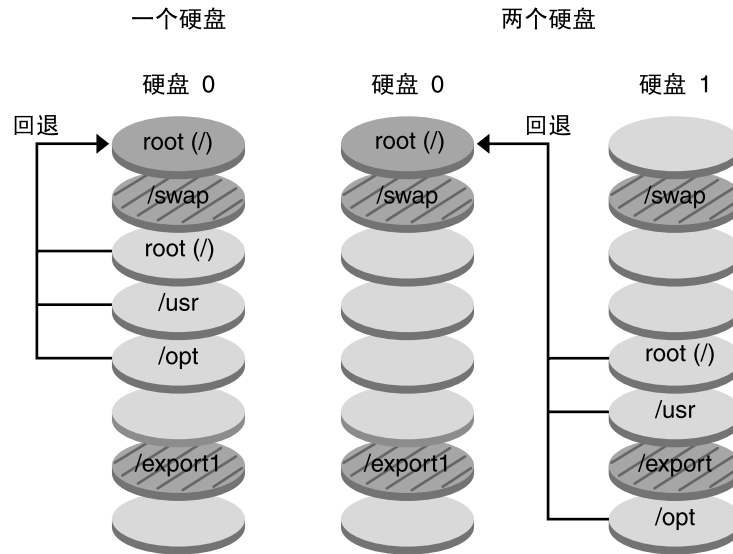 一个硬盘
两个硬盘
硬盘 0
硬盘 0
硬盘 1
回退
root (/)
/swap
root (/)
/usr
/opt
/export1
回退
root (/)
/swap
/export1
/swap
root (/)
/usr
/export
/opt